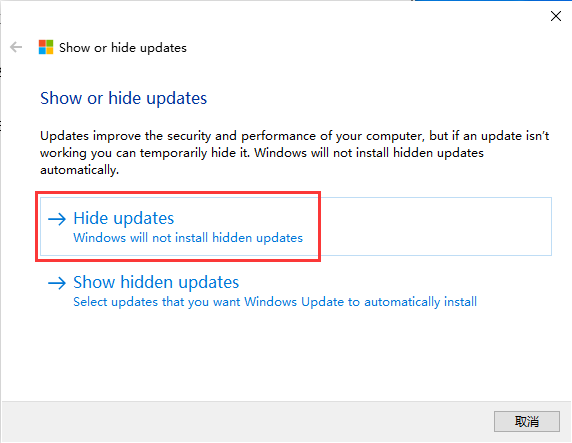 Show or hide updates
Show or hide updates
Updates improve the security and performance of your computer, but if an update isn't
working you can temporarily hide it. Windows will not install hidden updates
automatically.
Hide updates
Windows will not install hidden updates
Show hidden updates
Select updates that you want Windows Update to automatically install
取消